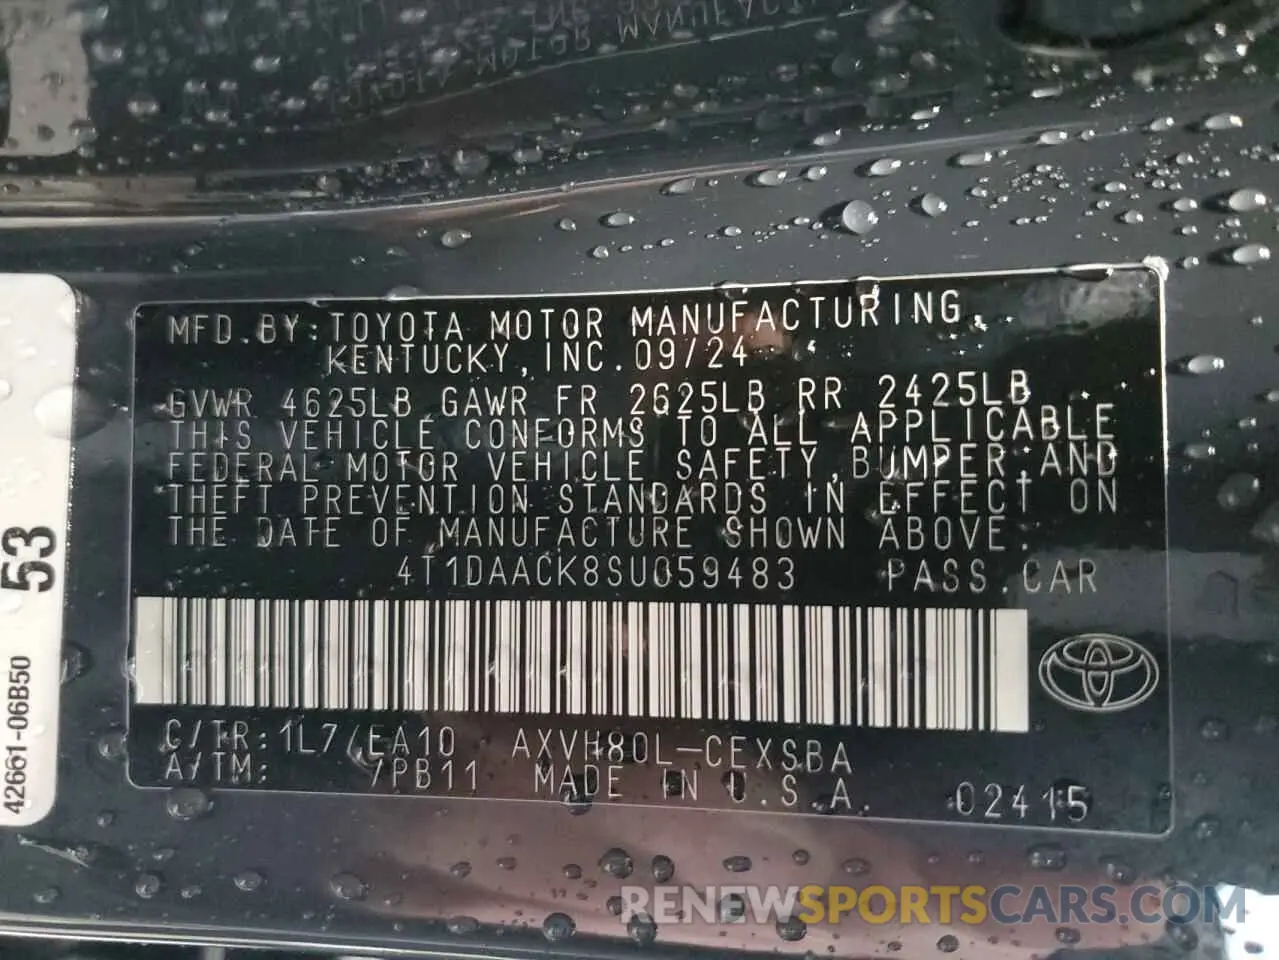 MFD.BY:TOYOTA MOTOR MANUFACTURING,
KENTUCKY, INC. 09/24
GVWR 4625LB GAWR FR 2625LB RR 2425LB
THIS VEHICLE CONFORMS TO ALL APPLICABLE
FEDERAL MOTOR VEHICLE SAFETY, BUMPER, AND
THEFT PREVENTION STANDARDS IN EFFECT ON
THE DATE OF MANUFACTURE SHOWN ABOVE.
4T1DAACK8SU059483 PASS.CAR
C/TR:1L7/EA10 AXVH80L-CEXSBA
A/TM: /PB11 MADE IN U.S.A. 02415
53
42661-06B50
RENEWSPORTSCARS.COM